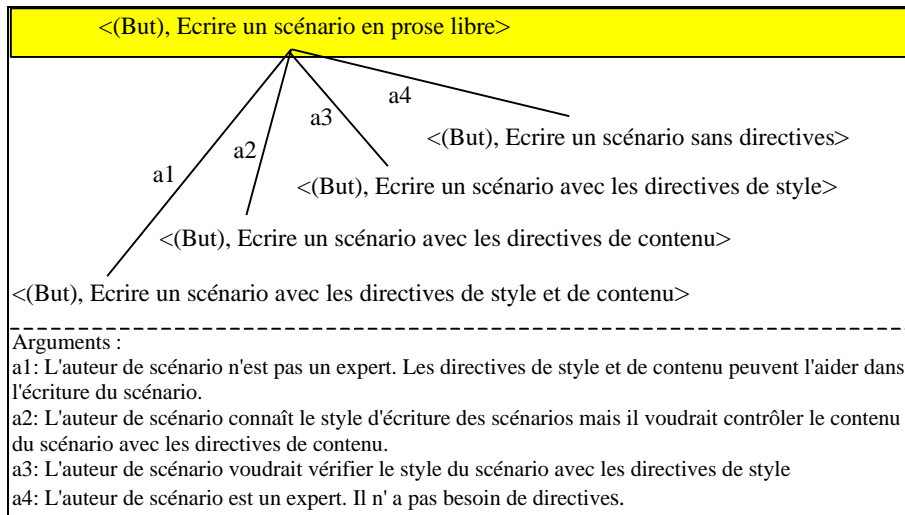 <(But), Ecrire un scénario en prose libre>
a4
a3
<(But), Ecrire un scénario sans directives>
a2
a1
<(But), Ecrire un scénario avec les directives de style>
<(But), Ecrire un scénario avec les directives de contenu>
<(But), Ecrire un scénario avec les directives de style et de contenu>
Arguments :
a1: L'auteur de scénario n'est pas un expert. Les directives de style et de contenu peuvent l'aider dans
l'écriture du scénario.
a2: L'auteur de scénario connaît le style d'écriture des scénarios mais il voudrait contrôler le contenu
du scénario avec les directives de contenu.
a3: L'auteur de scénario voudrait vérifier le style du scénario avec les directives de style
a4: L'auteur de scénario est un expert. Il n' a pas besoin de directives.